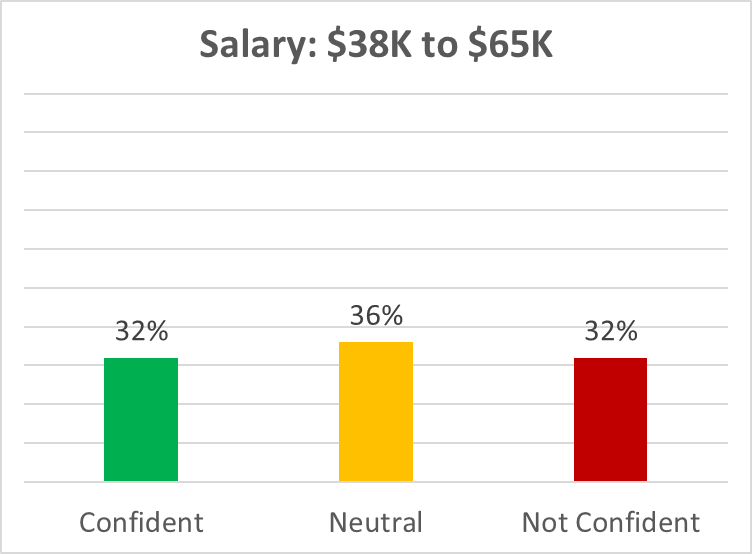 Salary: $38K to $65K
32%
36%
32%
Confident
Neutral
Not Confident